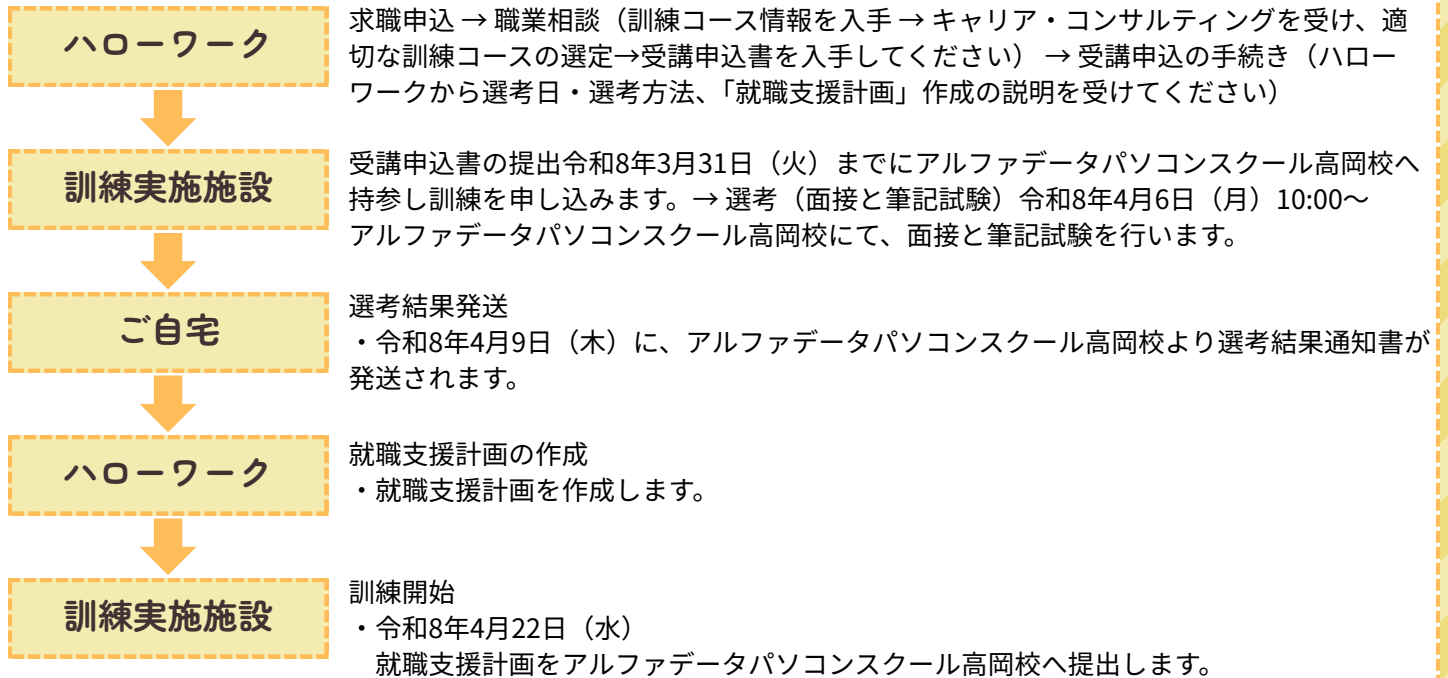 ハローワーク
求職申込 → 職業相談（訓練コース情報を入手 → キャリア・コンサルティングを受け、適
切な訓練コースの選定→受講申込書を入手してください） → 受講申込の手続き（ハロー
ワークから選考日・選考方法、「就職支援計画」作成の説明を受けてください）
訓練実施施設
受講申込書の提出令和8年3月31日（火）までにアルファデータパソコンスクール高岡校へ
持参し訓練を申し込みます。→ 選考（面接と筆記試験）令和8年4月6日（月）10:00～
アルファデータパソコンスクール高岡校にて、面接と筆記試験を行います。
ご自宅
選考結果発送
・令和8年4月9日（木）に、アルファデータパソコンスクール高岡校より選考結果通知書が
発送されます。
ハローワーク
就職支援計画の作成
・就職支援計画を作成します。
訓練実施施設
訓練開始
・令和8年4月22日（水）
就職支援計画をアルファデータパソコンスクール高岡校へ提出します。